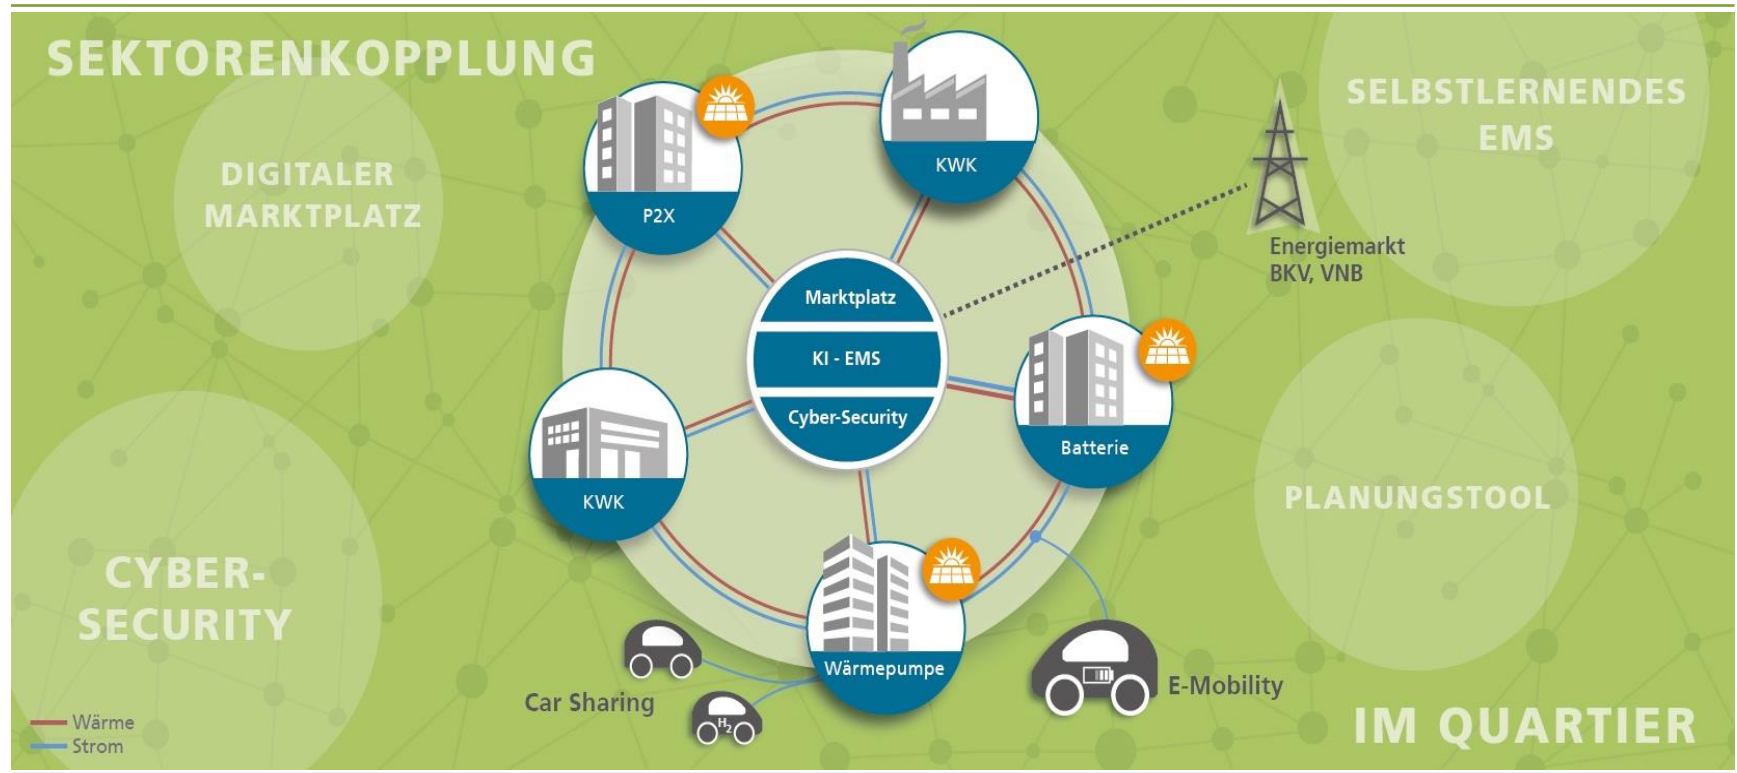 SEKTORENKOPPLUNG
DIGITALER
MARKTPLATZ
CYBER-
SECURITY
SELBSTLERNENDES
EMS
PLANUNGSTOOL
IM QUARTIER
P2X
KWK
Marktplatz
KI - EMS
Cyber-Security
Energiemarkt
BKV, VNB
Batterie
KWK
Wärmepumpe
Car Sharing
H2
E-Mobility
Wärme
Strom